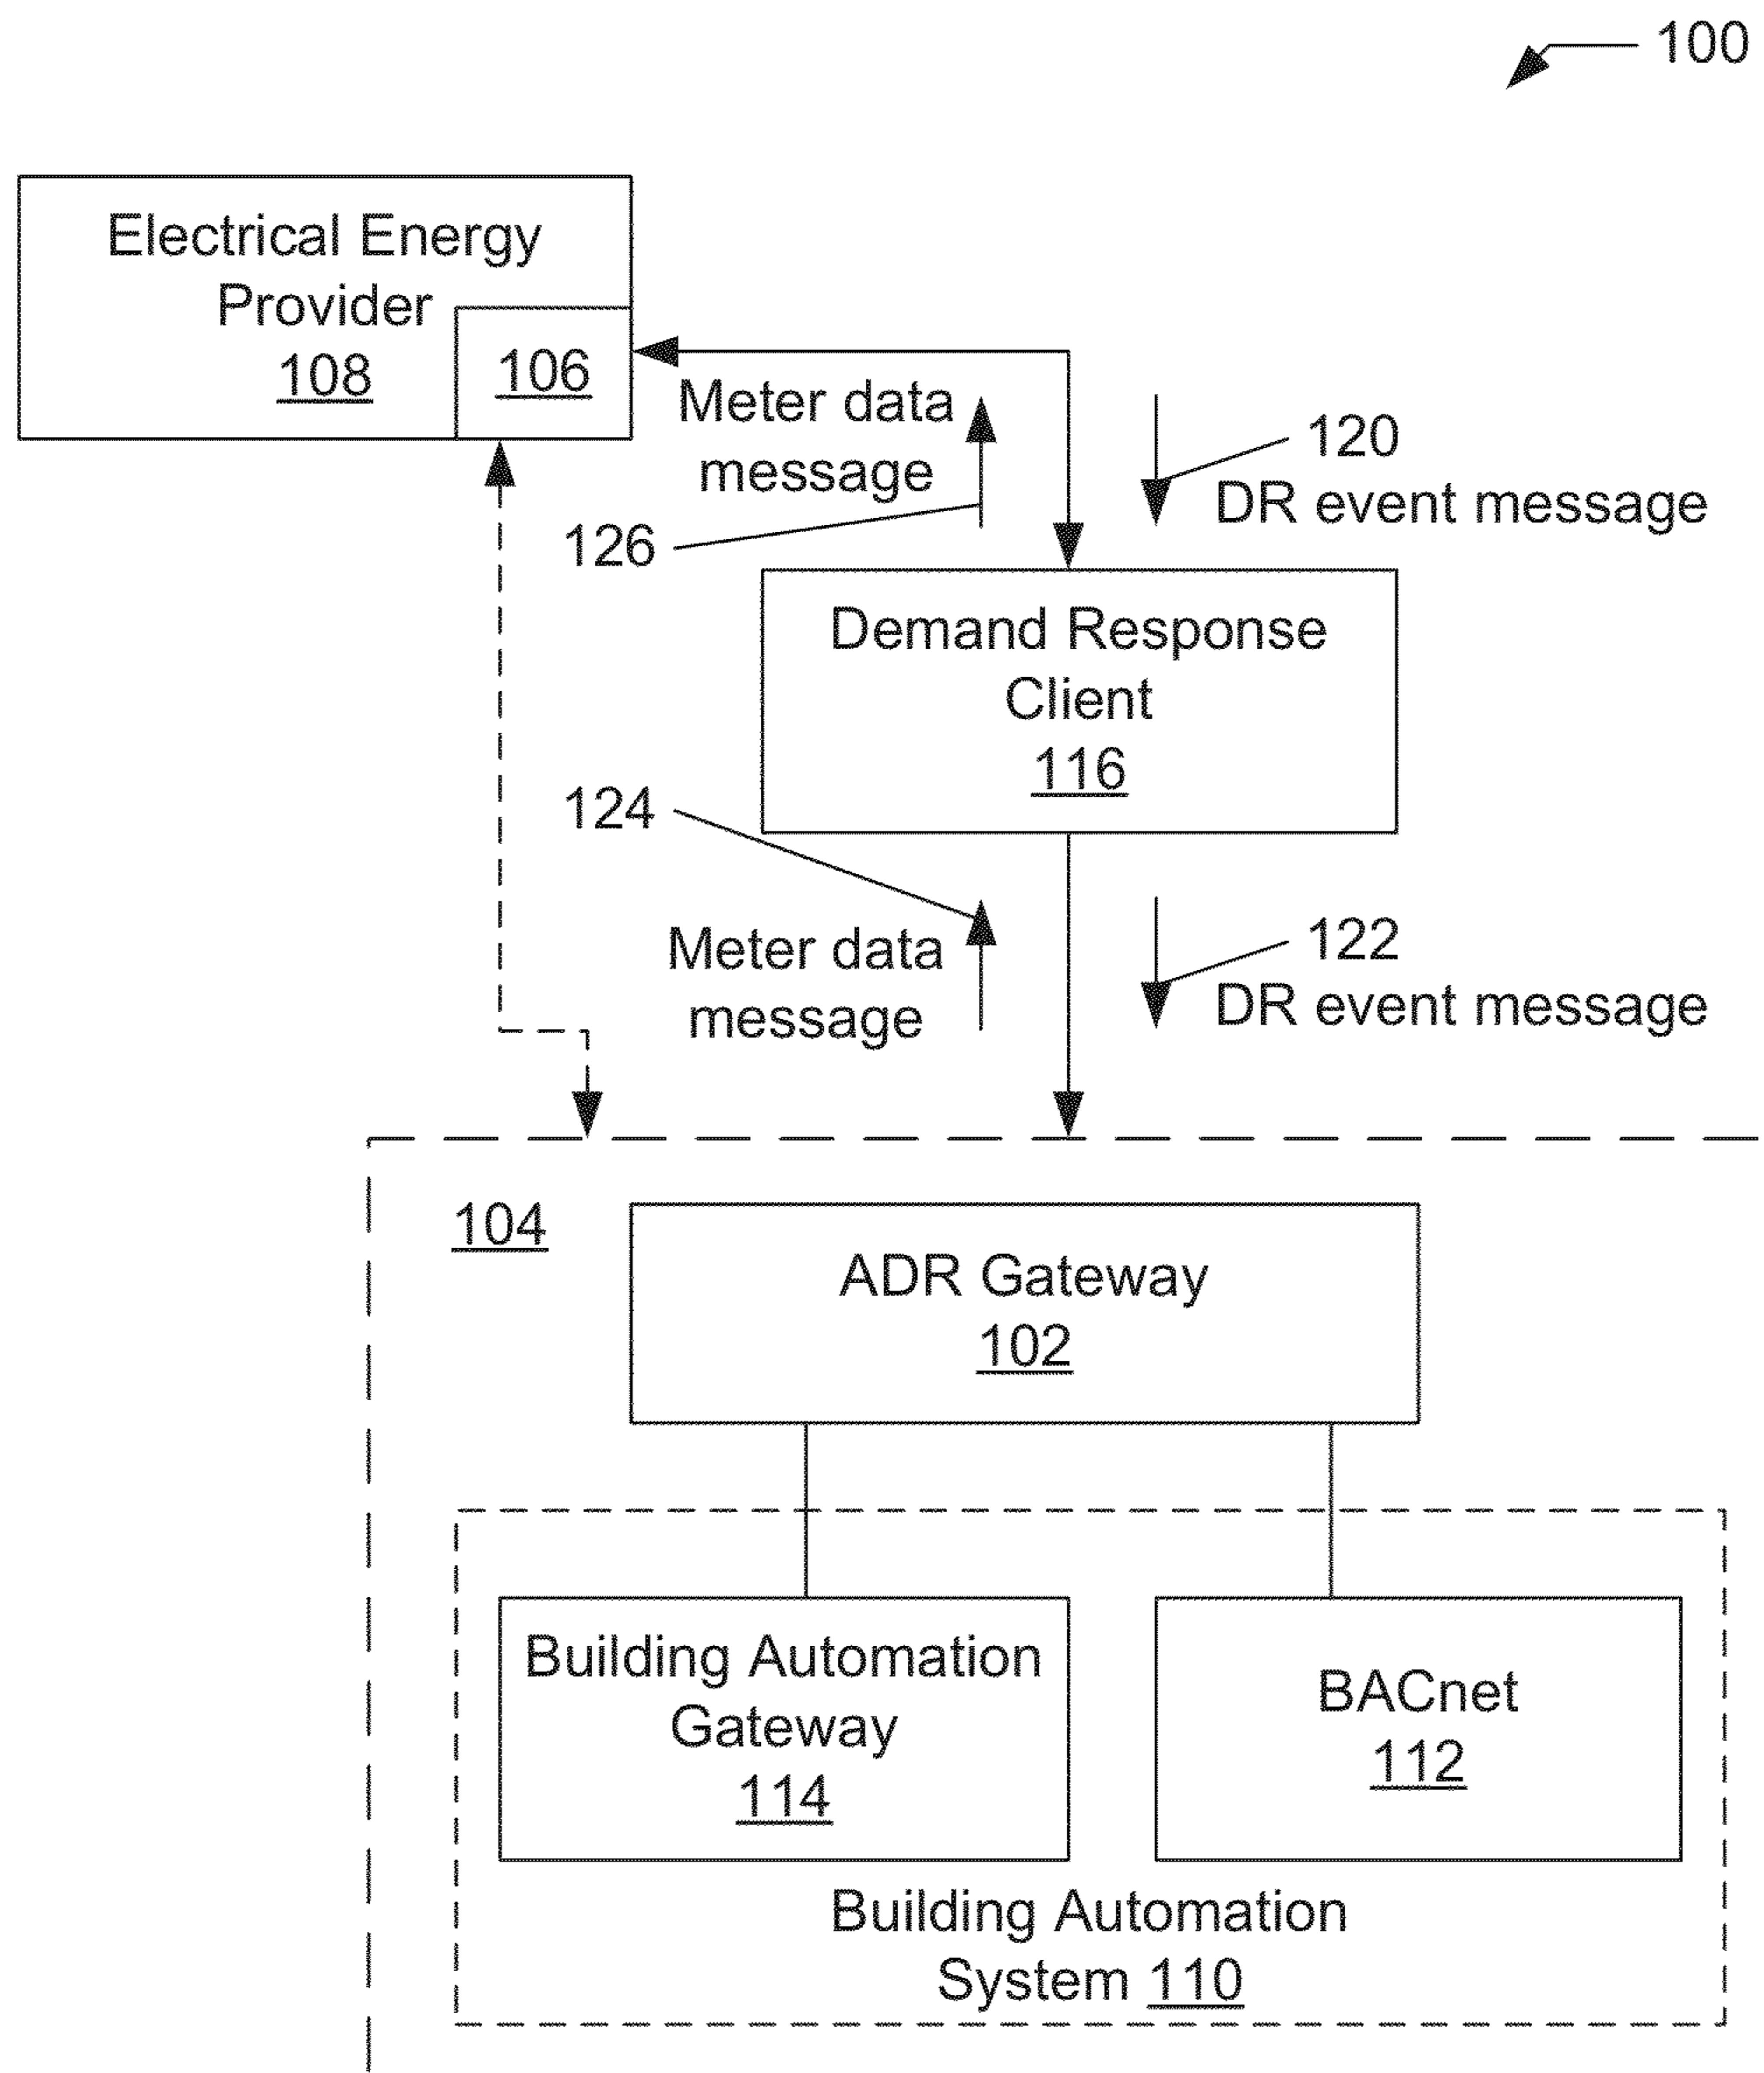 100
Electrical Energy
Provider
108
106
Meter data
message
126
120
DR event message
Demand Response
Client
116
124
Meter data
message
122
DR event message
104
ADR Gateway
102
Building Automation
Gateway
114
BACnet
112
Building Automation
System 110